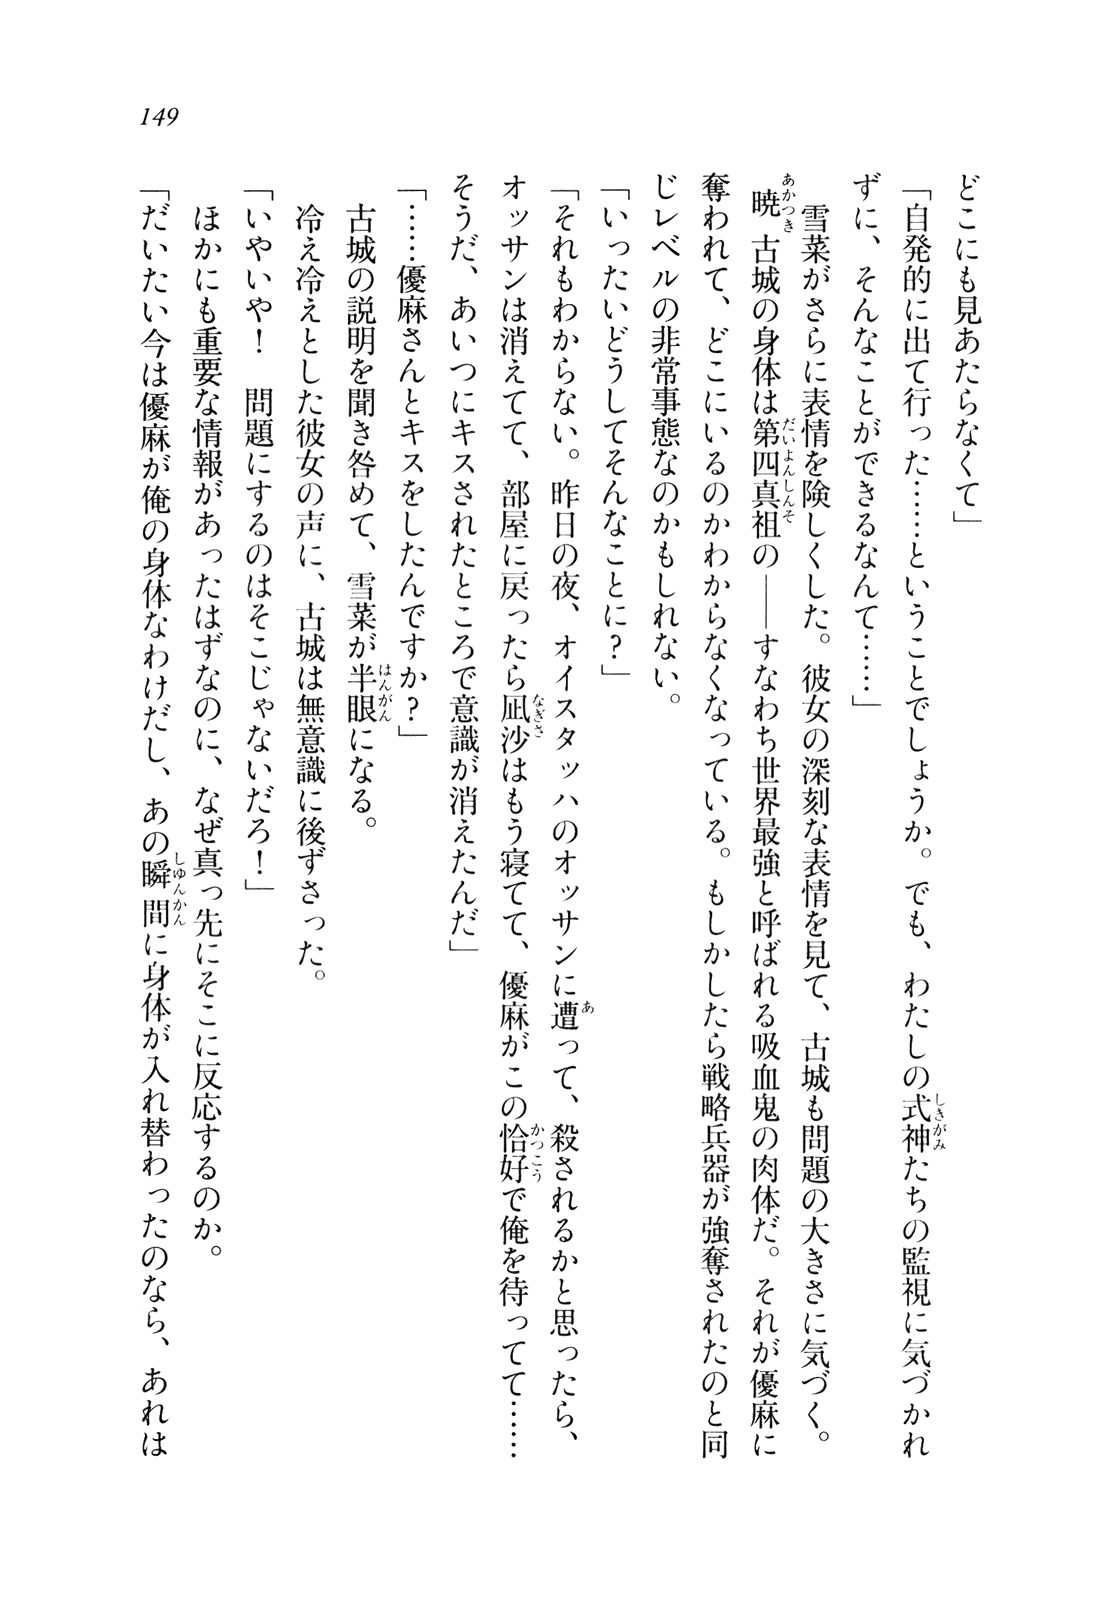 149
どこにも見あたらなくて」
「自発的に出て行った……ということでしょうか。でも、わたしの式神たちの監視に気づかれ
ずに、そんなことができるなんて……」
　雪菜がさらに表情を険しくした。彼女の深刻な表情を見て、古城も問題の大きさに気づく。
　暁古城の身体は第四真祖の――すなわち世界最強と呼ばれる吸血鬼の肉体だ。それが優麻に
奪われて、どこにいるのかわからなくなっている。もしかしたら戦略兵器が強奪されたのと同
じレベルの非常事態なのかもしれない。
「いったいどうしてそんなことに？」
「それもわからない。昨日の夜、オイスタッハのオッサンに遭って、殺されるかと思ったら、
オッサンは消えてて、部屋に戻ったら凪沙はもう寝てて、優麻がこの恰好で俺を待ってて……
そうだ、あいつにキスされたところで意識が消えたんだ」
「……優麻さんとキスをしたんですか？」
　古城の説明を聞き咎めて、雪菜が半眼になる。
　冷え冷えとした彼女の声に、古城は無意識に後ずさった。
「いやいや！　問題にするのはそこじゃないだろ！」
　ほかにも重要な情報があったはずなのに、なぜ真っ先にそこに反応するのか。
「だいたい今は優麻が俺の身体なわけだし、あの瞬間に身体が入れ替わったのなら、あれは